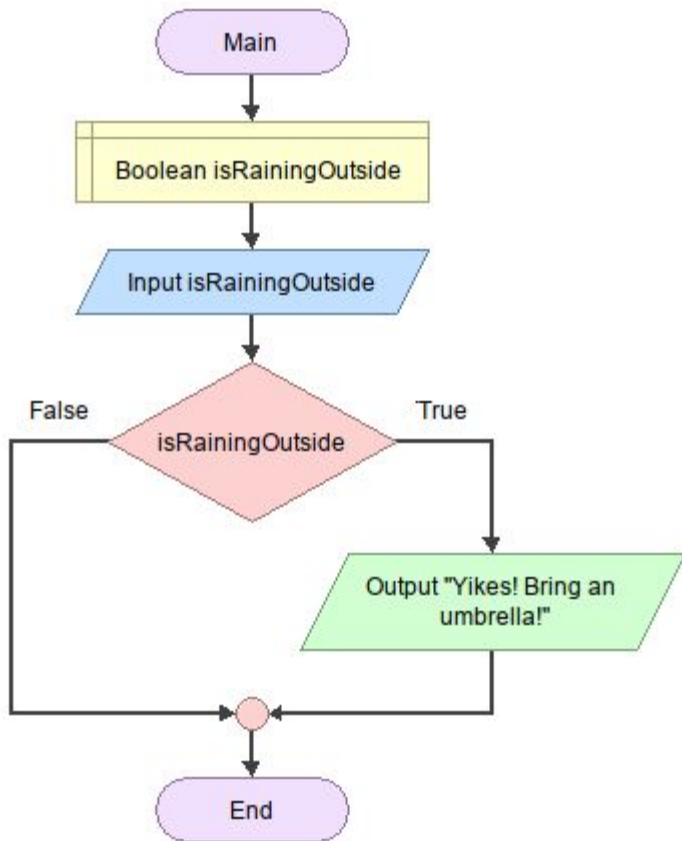 Main
Boolean isRainingOutside
Input isRainingOutside
False
True
isRainingOutside
Output "Yikes! Bring an
umbrella!"
End